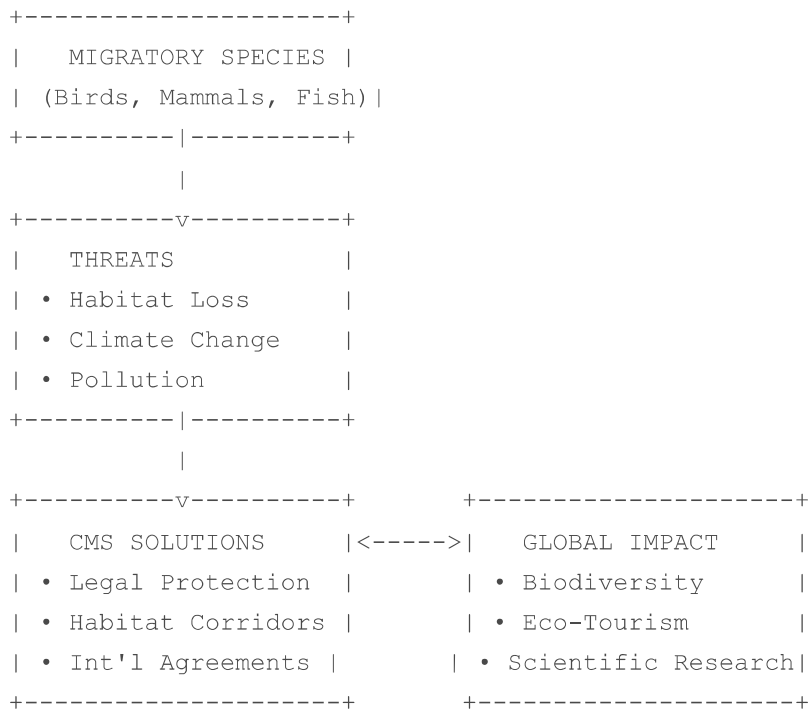 +---------------------+
|   MIGRATORY SPECIES |
| (Birds, Mammals, Fish)|
+----------|----------+
           |
+----------v----------+
|   THREATS           |
| • Habitat Loss      |
| • Climate Change    |
| • Pollution         |
+----------|----------+
           |
+----------v----------+       +---------------------+
|   CMS SOLUTIONS     |<----->|   GLOBAL IMPACT     |
| • Legal Protection  |       | • Biodiversity      |
| • Habitat Corridors |       | • Eco-Tourism       |
| • Int'l Agreements |       | • Scientific Research|
+---------------------+       +---------------------+